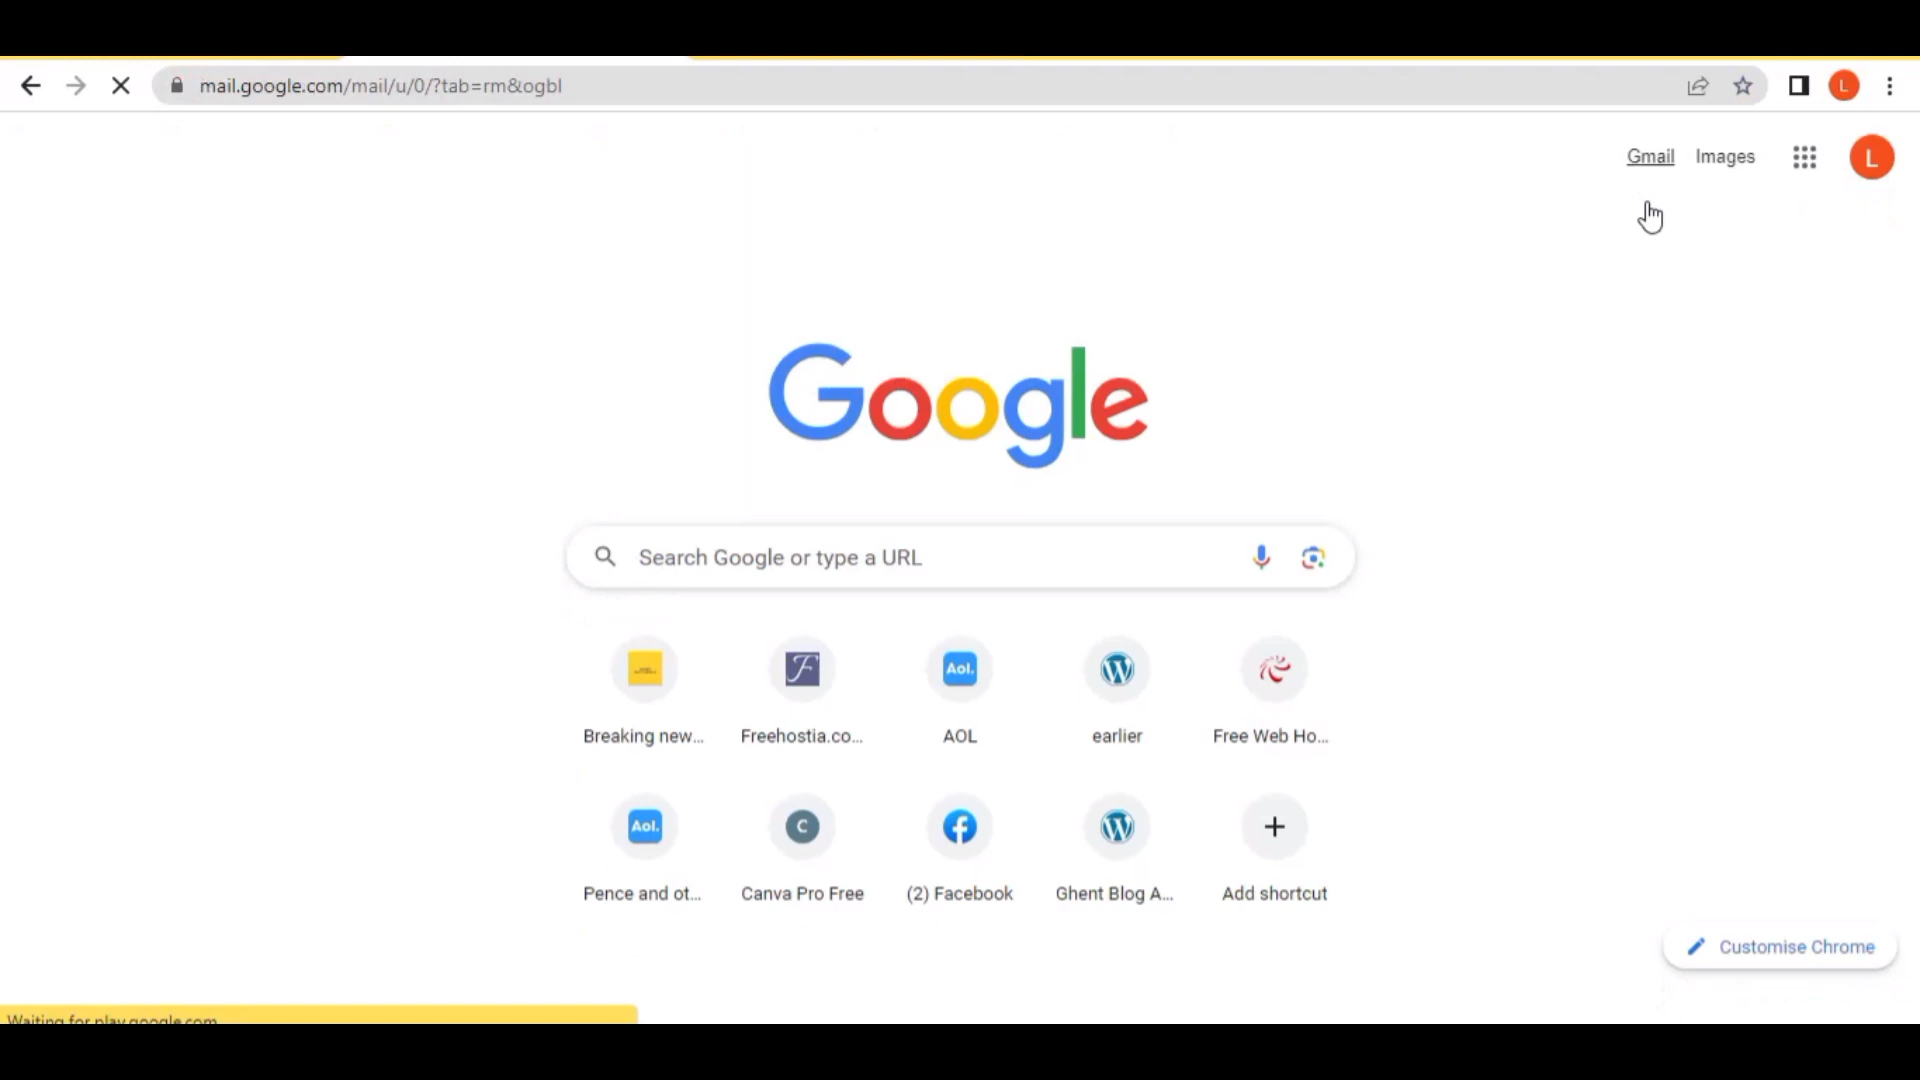 mail.google.com/mail/u/0/?tab=rm&ogbl
L
Gmail Images L
Google
Search Google or type a URL
Aol.
Breaking new... Freehostia.co... AOL earlier Free Web Ho...
Aol. C
Pence and ot... Canva Pro Free (2) Facebook Ghent Blog A... Add shortcut
Customise Chrome
Waiting for play.google.com